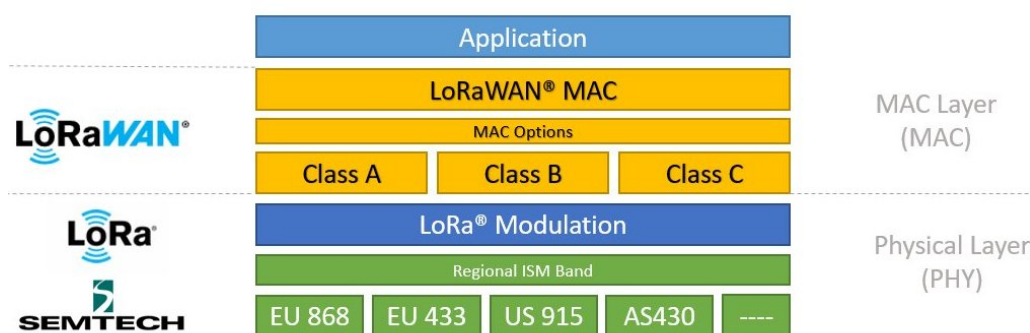 Application
LoRaWAN®
LoRaWAN® MAC
MAC Options
Class A Class B Class C
MAC Layer
(MAC)
LoRa®
SEMTECH
LoRa® Modulation
Regional ISM Band
EU 868 EU 433 US 915 AS430 ----
Physical Layer
(PHY)